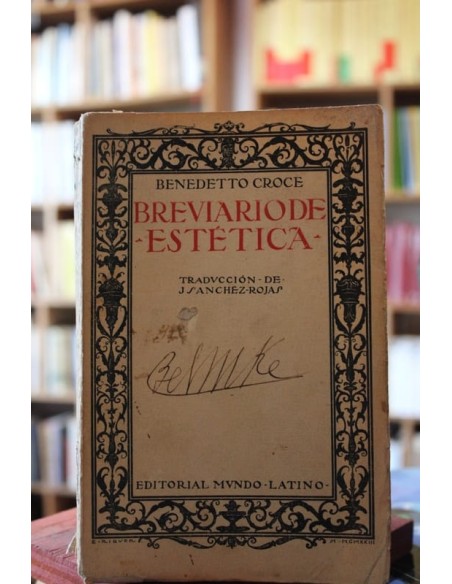 BENEDETTO CROCE
BREVIARIO DE
- ESTÉTICA -
TRADVCCIÓN · DE ·
J SANCHEZ-ROJAS
EDITORIAL MVNDO - LATINO -